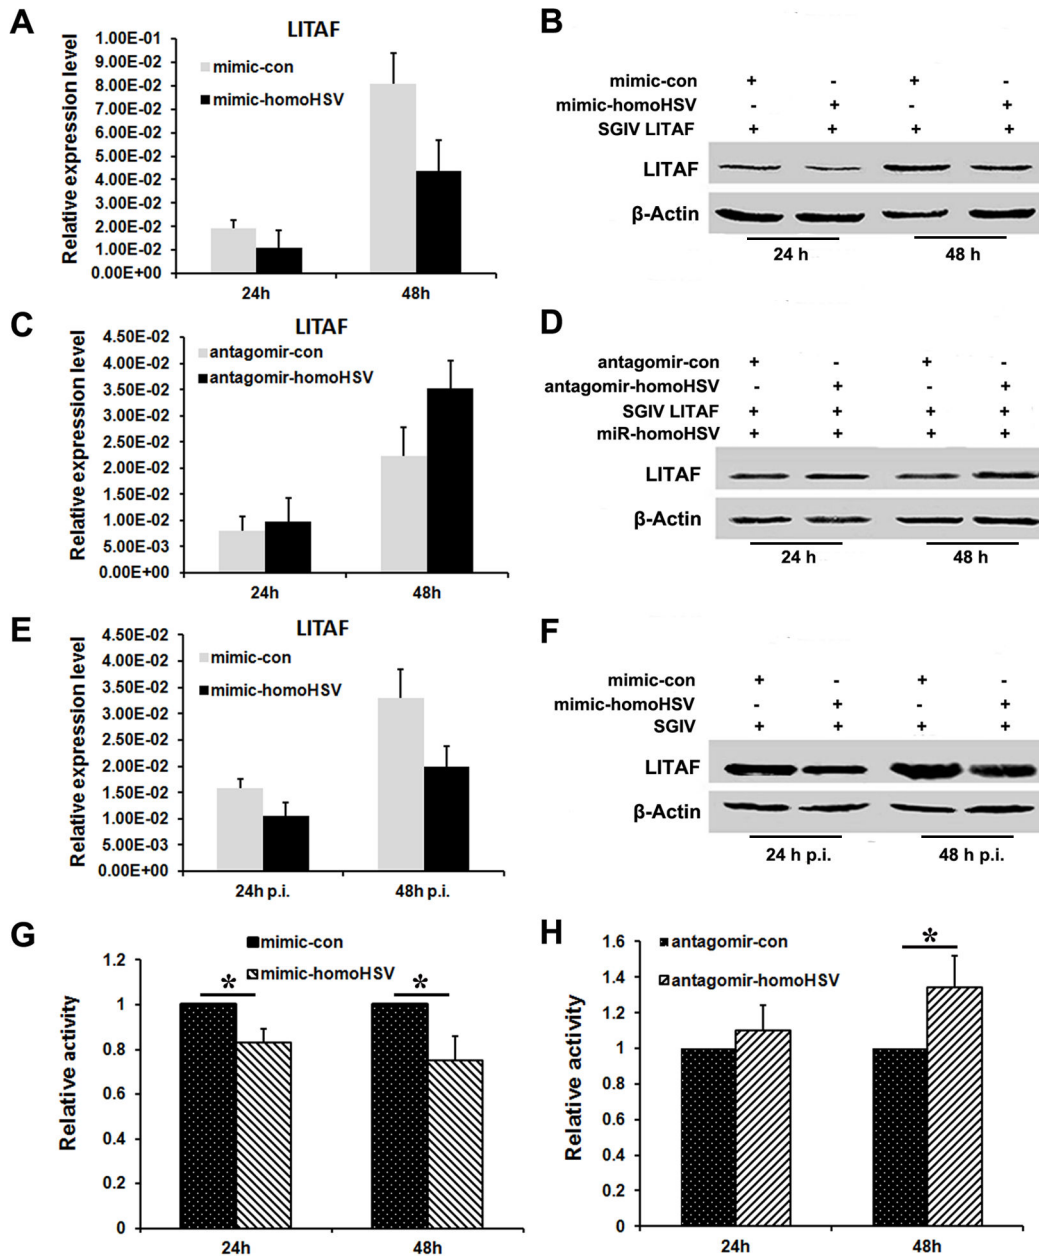 A
LITAF
Relative expression level
1.00E-01
9.00E-02
8.00E-02
7.00E-02
6.00E-02
5.00E-02
4.00E-02
3.00E-02
2.00E-02
1.00E-02
0.00E+00
mimic-con
mimic-homoHSV
24h 48h
B
mimic-con + - + -
mimic-homoHSV - + - +
SGIV LITAF + + + +
LITAF
β-Actin
24 h 48 h
C
LITAF
Relative expression level
4.50E-02
4.00E-02
3.50E-02
3.00E-02
2.50E-02
2.00E-02
1.50E-02
1.00E-02
5.00E-03
0.00E+00
antagomir-con
antagomir-homoHSV
24h 48h
D
antagomir-con + - + -
antagomir-homoHSV - + - +
SGIV LITAF + + + +
miR-homoHSV + + + +
LITAF
β-Actin
24 h 48 h
E
LITAF
Relative expression level
4.50E-02
4.00E-02
3.50E-02
3.00E-02
2.50E-02
2.00E-02
1.50E-02
1.00E-02
5.00E-03
0.00E+00
mimic-con
mimic-homoHSV
24h p.i. 48h p.i.
F
mimic-con + - + -
mimic-homoHSV - + - +
SGIV + + + +
LITAF
β-Actin
24 h p.i. 48 h p.i.
G
mimic-con
mimic-homoHSV
Relative activity
1.2
1
0.8
0.6
0.4
0.2
0
* *
24h 48h
H
antagomir-con
antagomir-homoHSV
Relative activity
1.6
1.4
1.2
1
0.8
0.6
0.4
0.2
0
*
24h 48h